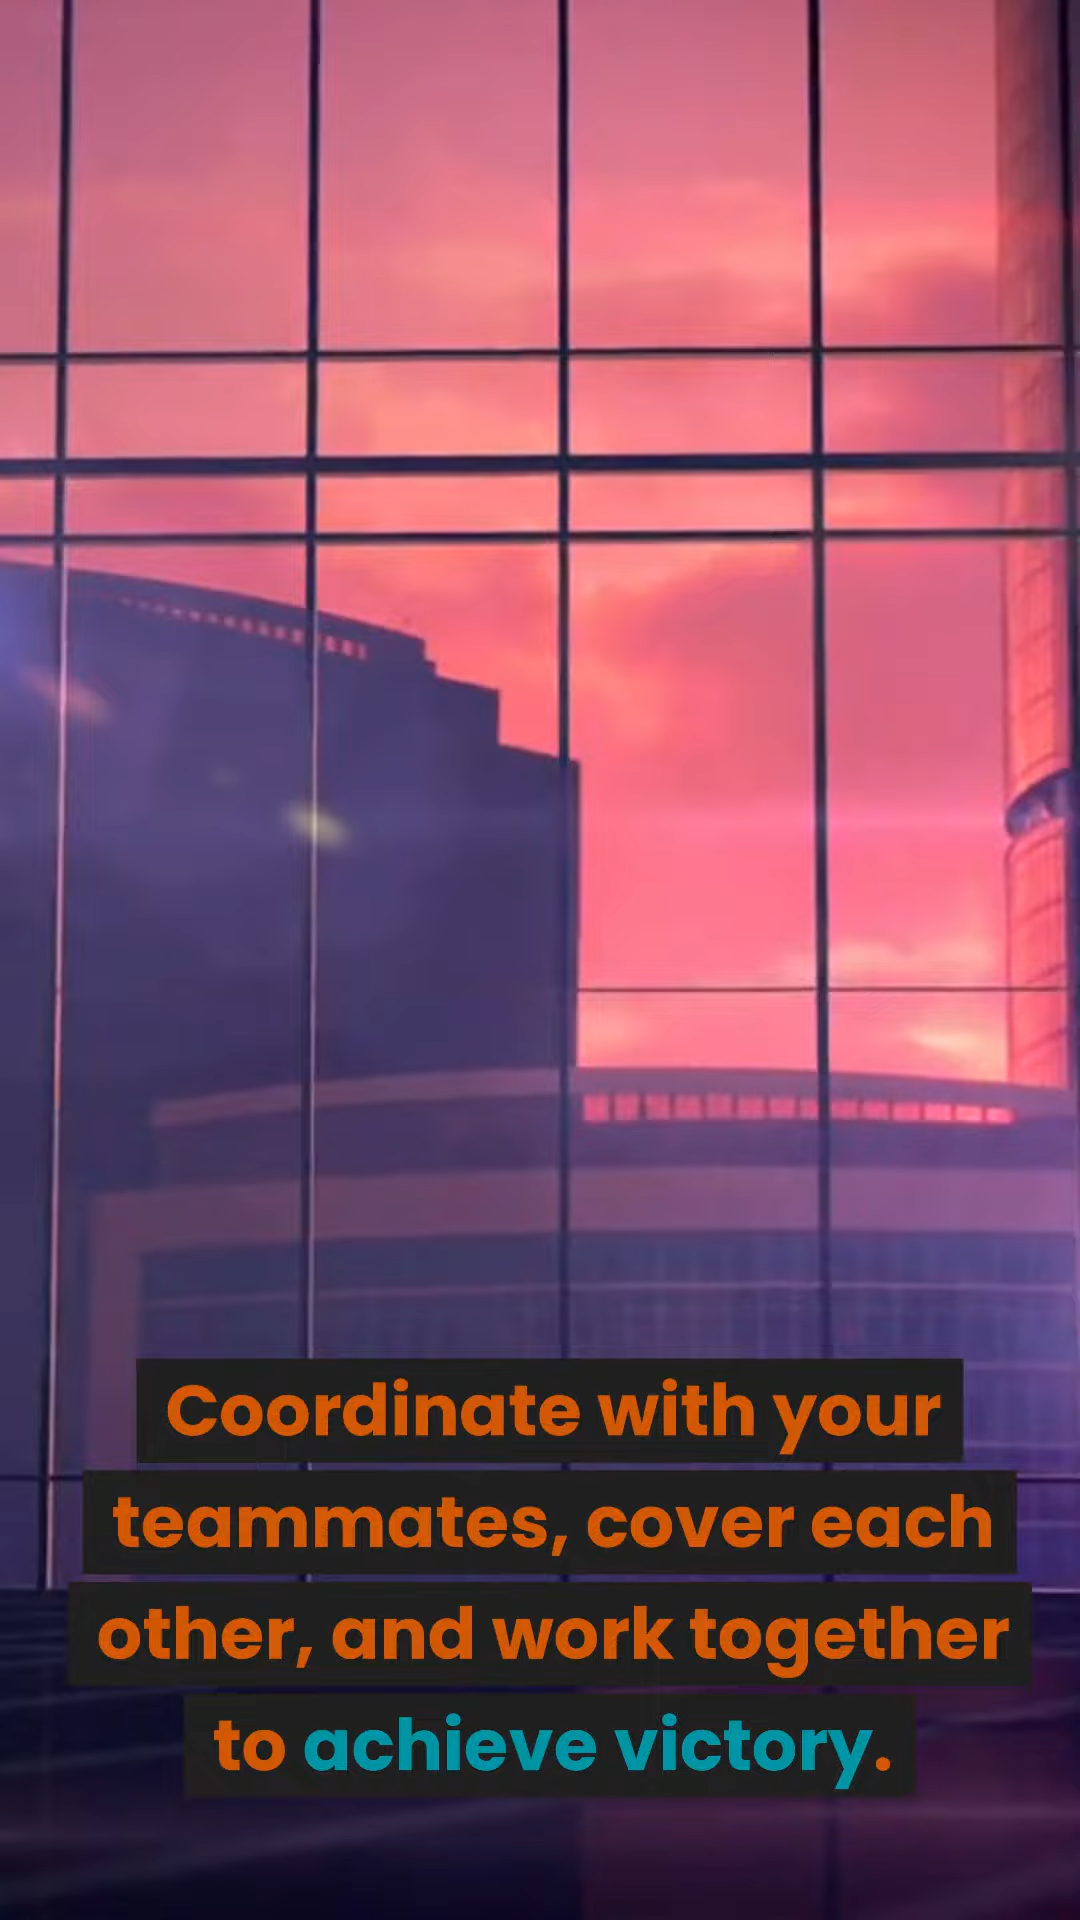 Coordinate with your
teammates, cover each
other, and work together
to achieve victory.